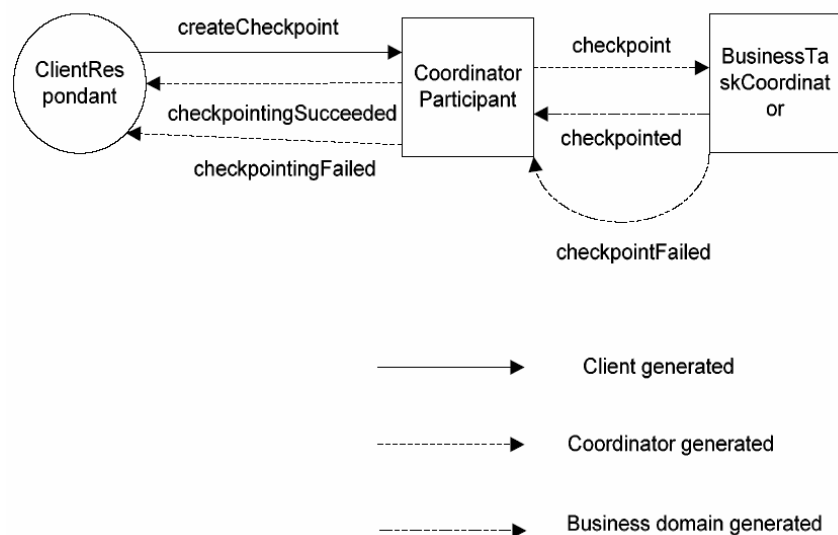 createCheckpoint
ClientRes
pondant
checkpointingSucceeded
checkpointingFailed
Coordinator
Participant
checkpoint
checkpointed
checkpointFailed
BusinessTa
skCoordinat
or
Client generated
Coordinator generated
Business domain generated